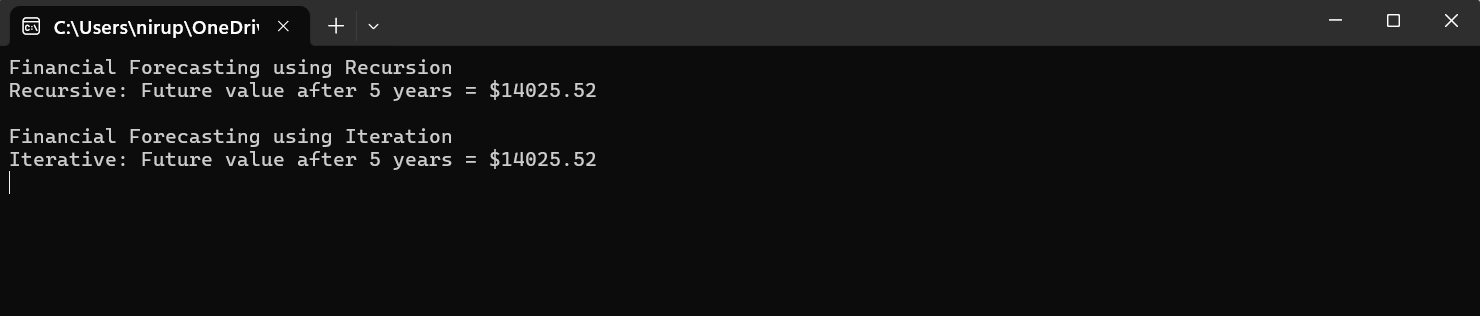 C:\Users\nirup\OneDri
Financial Forecasting using Recursion
Recursive: Future value after 5 years = $14025.52
Financial Forecasting using Iteration
Iterative: Future value after 5 years = $14025.52